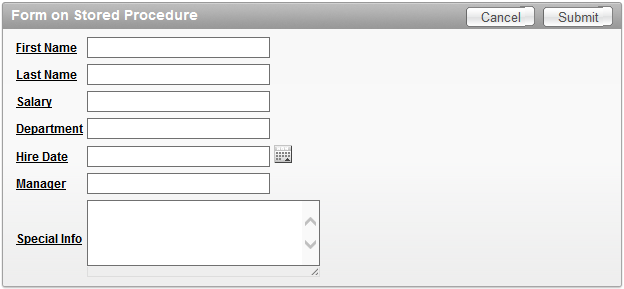 Form on Stored Procedure
Cancel
Submit
First Name
Last Name
Salary
Department
Hire Date
Manager
Special Info